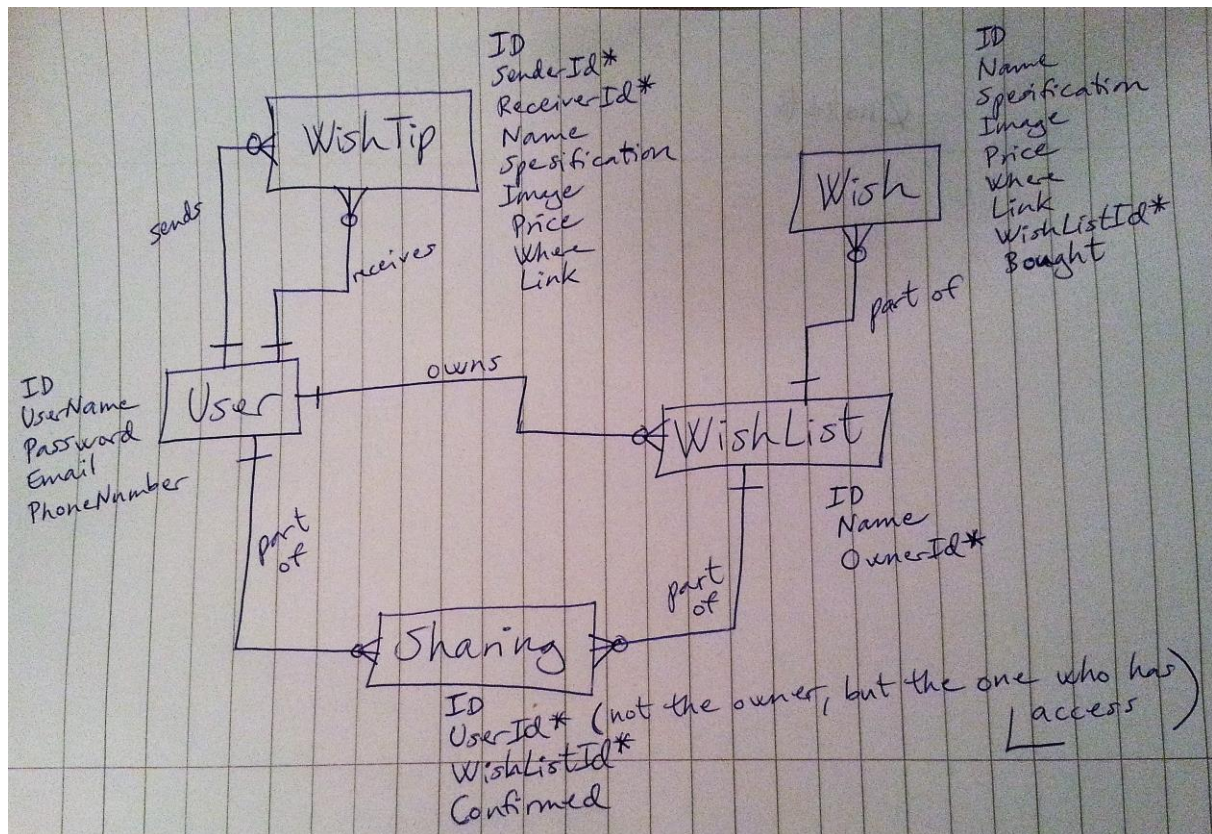 WishTip
ID
SenderId*
ReceiverId*
Name
Spesification
Image
Price
Where
Link
Wish
ID
Name
Spesification
Image
Price
Where
Link
WishListId*
Bought
sends
receives
part of
owns
User
ID
UserName
Password
Email
PhoneNumber
WishList
ID
Name
OwnerId*
part
of
part
of
Sharing
ID
UserId* (not the owner, but the one who has
access)
WishListId*
Confirmed